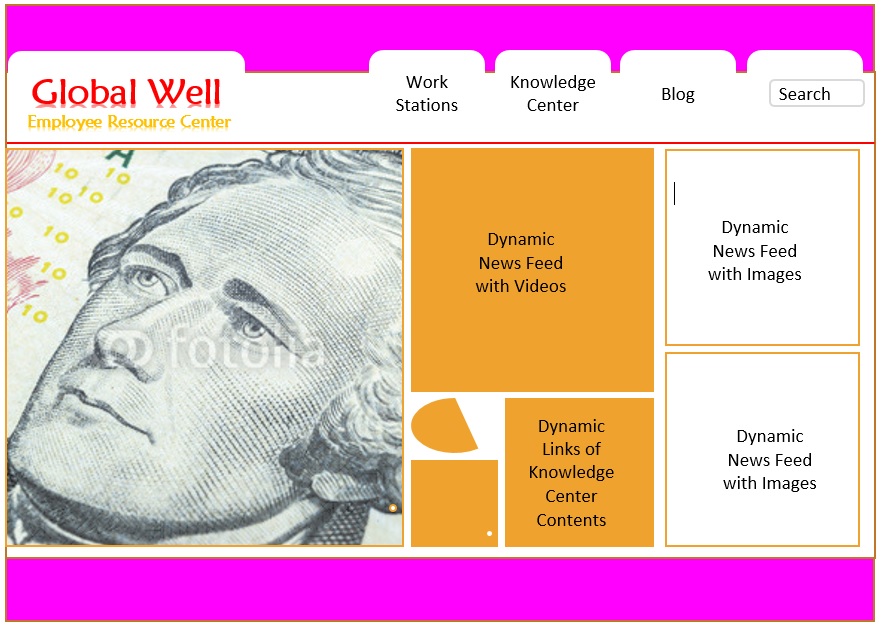 Global Well
Employee Resource Center
Work
Stations
Knowledge
Center
Blog
Search
A
10
10
10
10
10
10
10
10
fotolia
Dynamic
News Feed
with Videos
Dynamic
News Feed
with Images
Dynamic
Links of
Knowledge
Center
Contents
Dynamic
News Feed
with Images